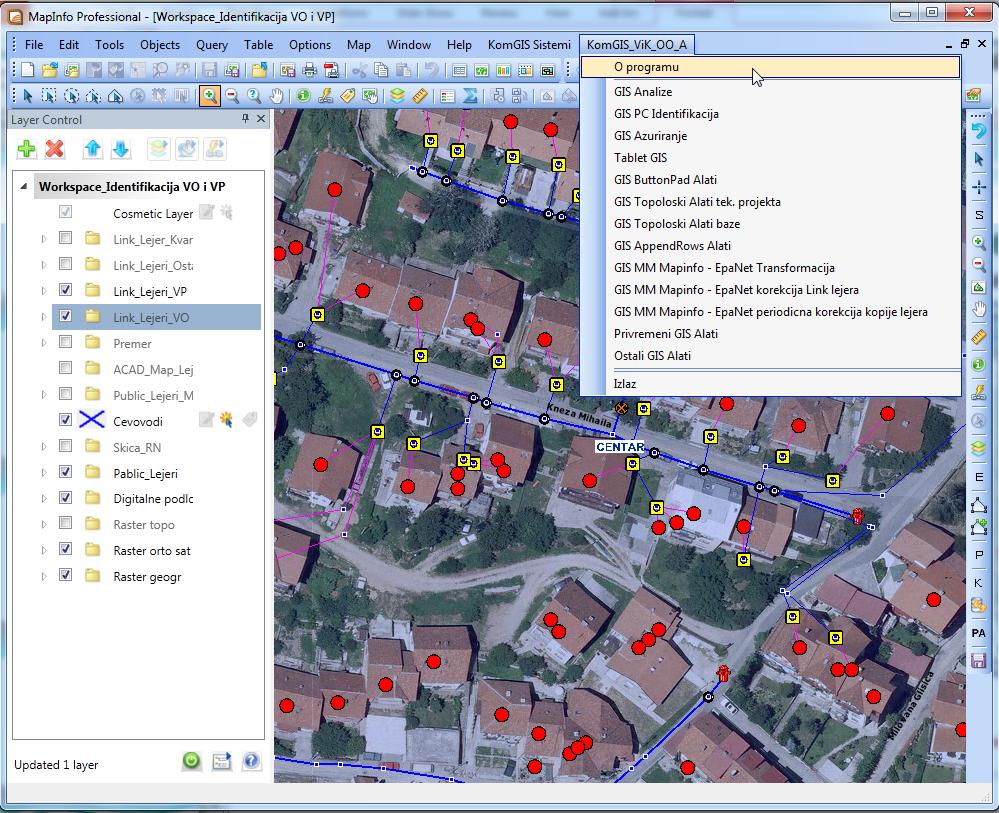 MapInfo Professional - [Workspace_Identifikacija VO i VP]
File Edit Tools Objects Query Table Options Map Window Help KomGIS Sistemi KomGIS_ViK_OO_A
O programu
GIS Analize
GIS PC Identifikacija
GIS Azuriranje
Tablet GIS
GIS ButtonPad Alati
GIS Topoloski Alati tek. projekta
GIS Topoloski Alati baze
GIS AppendRows Alati
GIS MM Mapinfo - EpaNet Transformacija
GIS MM Mapinfo - EpaNet korekcija Link lejera
GIS MM Mapinfo - EpaNet periodicna korekcija kopije lejera
Privremeni GIS Alati
Ostali GIS Alati
Izlaz
Layer Control
Workspace_Identifikacija VO i VP
Cosmetic Layer
Link_Lejer_Kvar
Link_Lejeri_Osta
Link_Lejeri_VP
Link_Lejeri_VO
Premer
ACAD_Map_Lej
Public_Lejeri_M
Cevovodi
Skica_RN
Pablic_Lejeri
Digitalne podlc
Raster topo
Raster orto sat
Raster geogr
Updated 1 layer
Kneza Mihaila
CENTAR
Milovana Glišića
S
E
P
K
PA